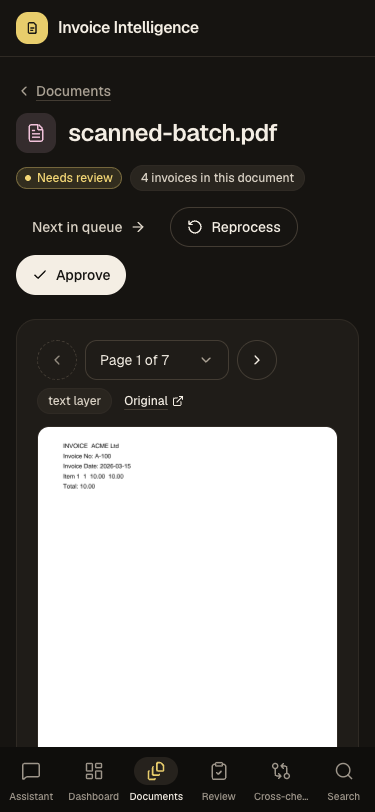 Invoice Intelligence
Documents
scanned-batch.pdf
Needs review
4 invoices in this document
Next in queue
Reprocess
Approve
Page 1 of 7
text layer
Original
INVOICE ACME Ltd
Invoice No: A-100
Invoice Date: 2026-03-15
Item 1 1 10.00 10.00
Total: 10.00
Assistant
Dashboard
Documents
Review
Cross-che...
Search